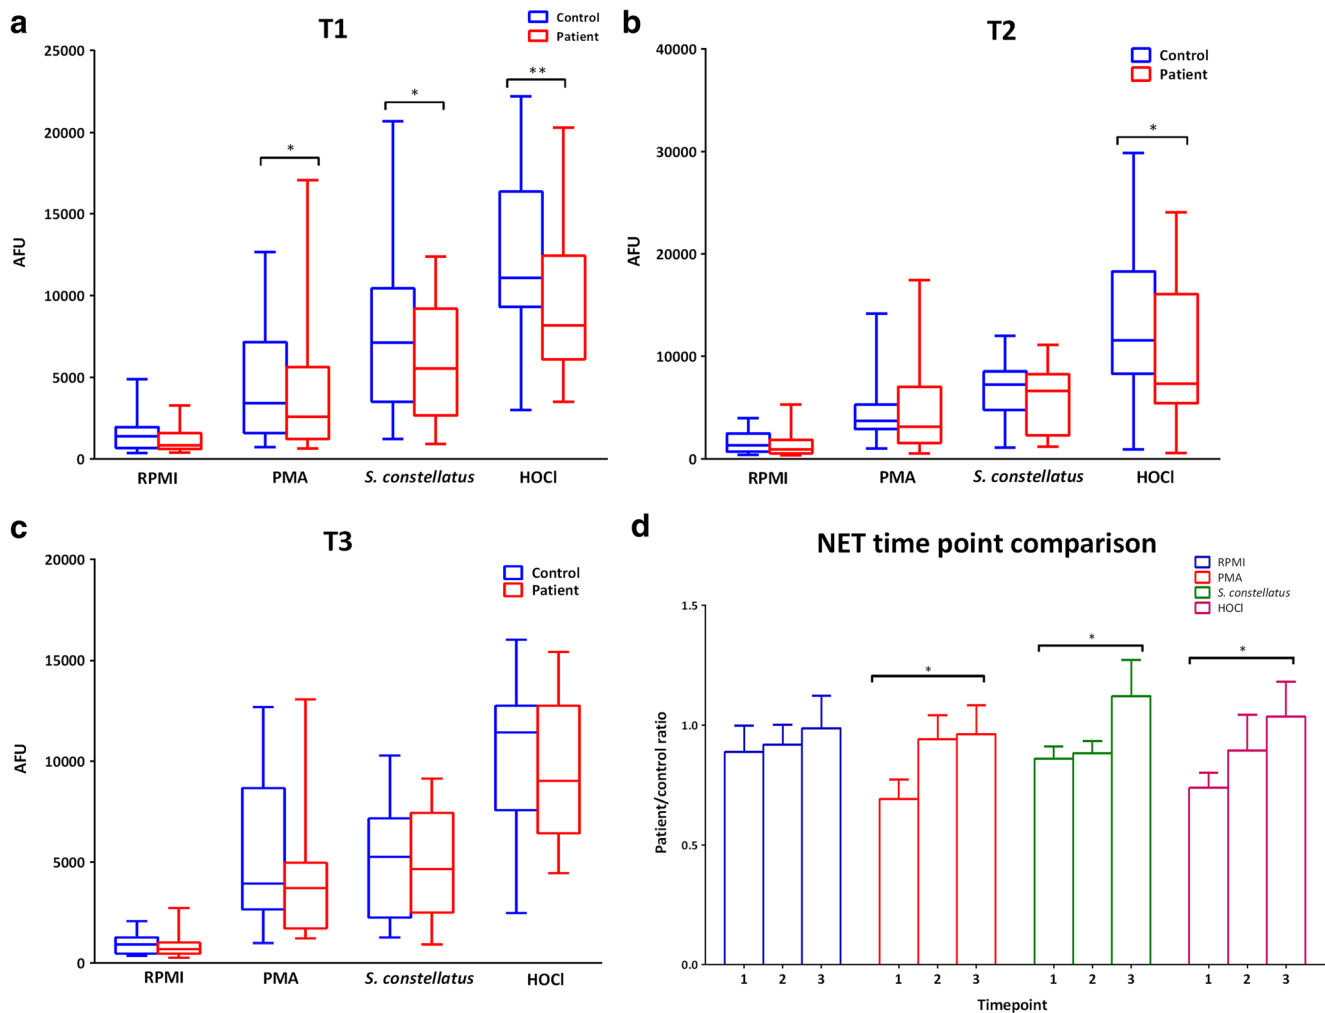 a
T1
Control
Patient
25000
20000
15000
10000
5000
0
AFU
*
*
**
RPMI
PMA
S. constellatus
HOCl
b
T2
Control
Patient
40000
30000
20000
10000
0
AFU
*
RPMI
PMA
S. constellatus
HOCl
c
T3
Control
Patient
20000
15000
10000
5000
0
AFU
RPMI
PMA
S. constellatus
HOCl
d
NET time point comparison
RPMI
PMA
S. constellatus
HOCl
1.5
1.0
0.5
0.0
Patient/control ratio
*
*
*
1 2 3 1 2 3 1 2 3 1 2 3
Timepoint